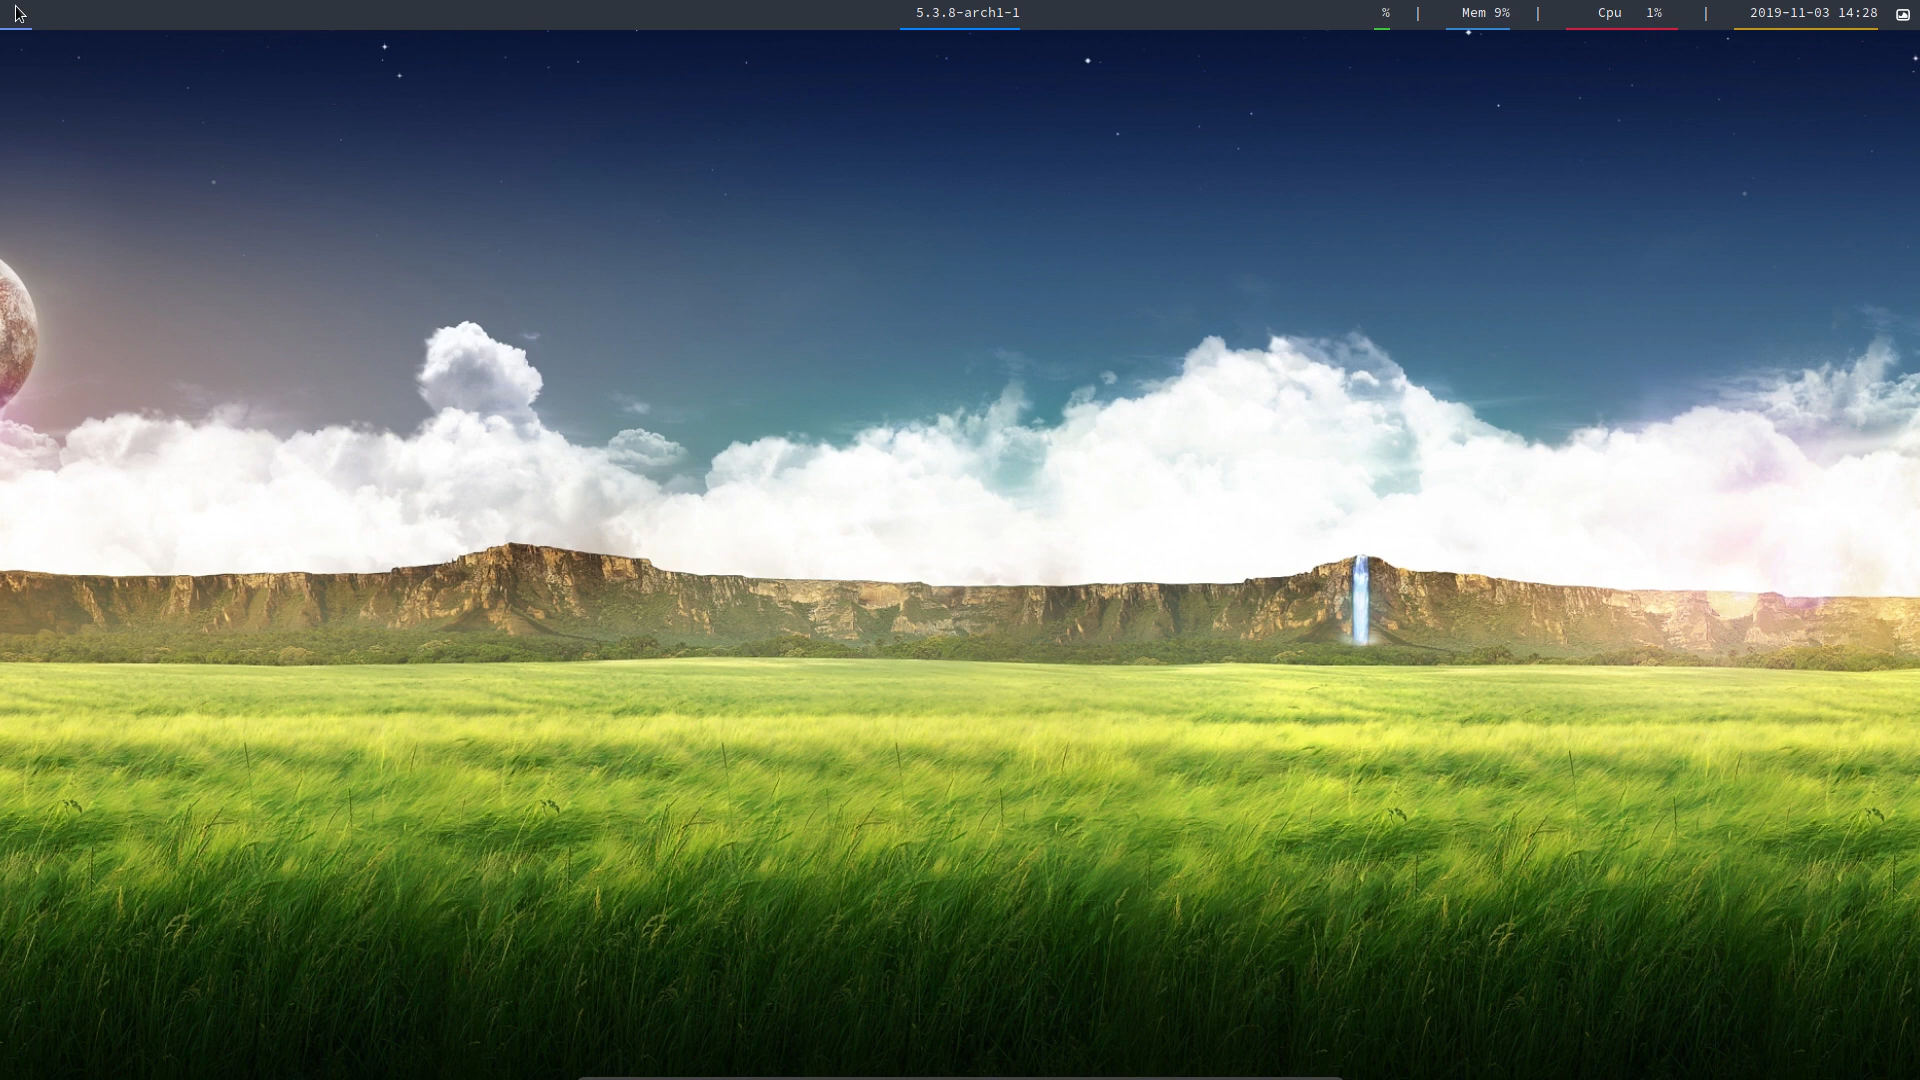 5.3.8-arch1-1 % | Mem 9% | Cpu 1% | 2019-11-03 14:28